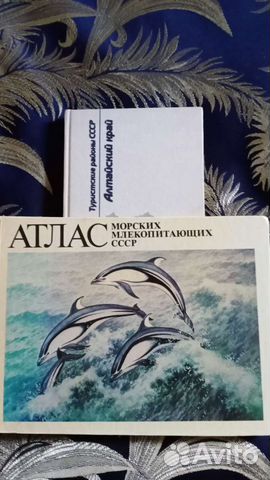 Туристские районы СССР
Алтайский край
АТЛАС
МОРСКИХ
МЛЕКОПИТАЮЩИХ
СССР
Avito